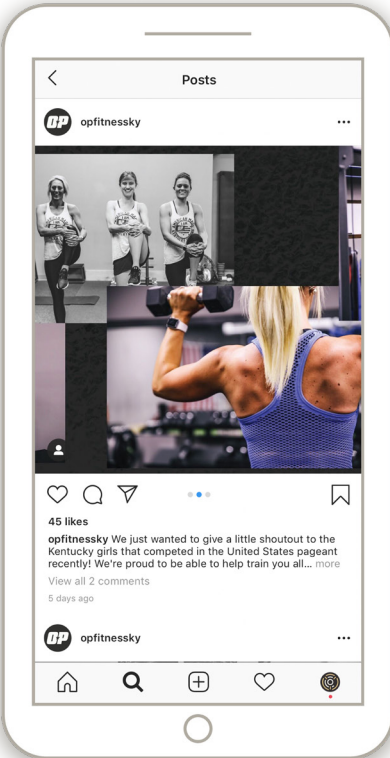 Posts
OP opfitnessky
45 likes
opfitnessky We just wanted to give a little shoutout to the
Kentucky girls that competed in the United States pageant
recently! We're proud to be able to help train you all... more
View all 2 comments
5 days ago
OP opfitnessky